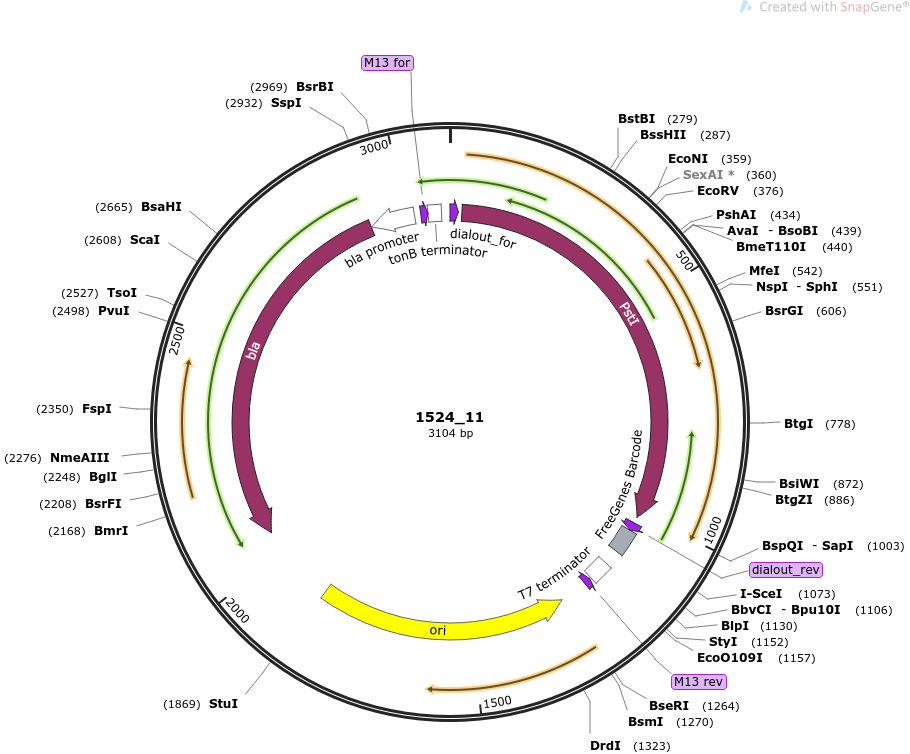 Created with SnapGene®
M13 for
(2969) BsrBI
(2932) SspI
3000
BstBI (279)
BssHII (287)
EcoNI (359)
SexAI * (360)
EcoRV (376)
PshAI (434)
AvaI - BsoBI (439)
BmeT110I (440)
500
MfeI (542)
NspI - SphI (551)
BsrGI (606)
(2665) BsaHI
(2608) ScaI
(2527) TsoI
(2498) PvuI
2500
bla promoter
tonB terminator
dialout_for
PstI
bla
1524_11
3104 bp
(2350) FspI
(2276) NmeAIII
(2248) BglI
(2208) BsrFI
(2168) BmrI
BtgI (778)
BsiWI (872)
BtgZI (886)
1000
BspQI - SapI (1003)
dialout_rev
I-SceI (1073)
BbvCI - Bpu10I (1106)
BlpI (1130)
StyI (1152)
EcoO109I (1157)
M13 rev
FreeGenes Barcode
T7 terminator
ori
2000
(1869) StuI
1500
BseRI (1264)
BsmI (1270)
DrdI (1323)